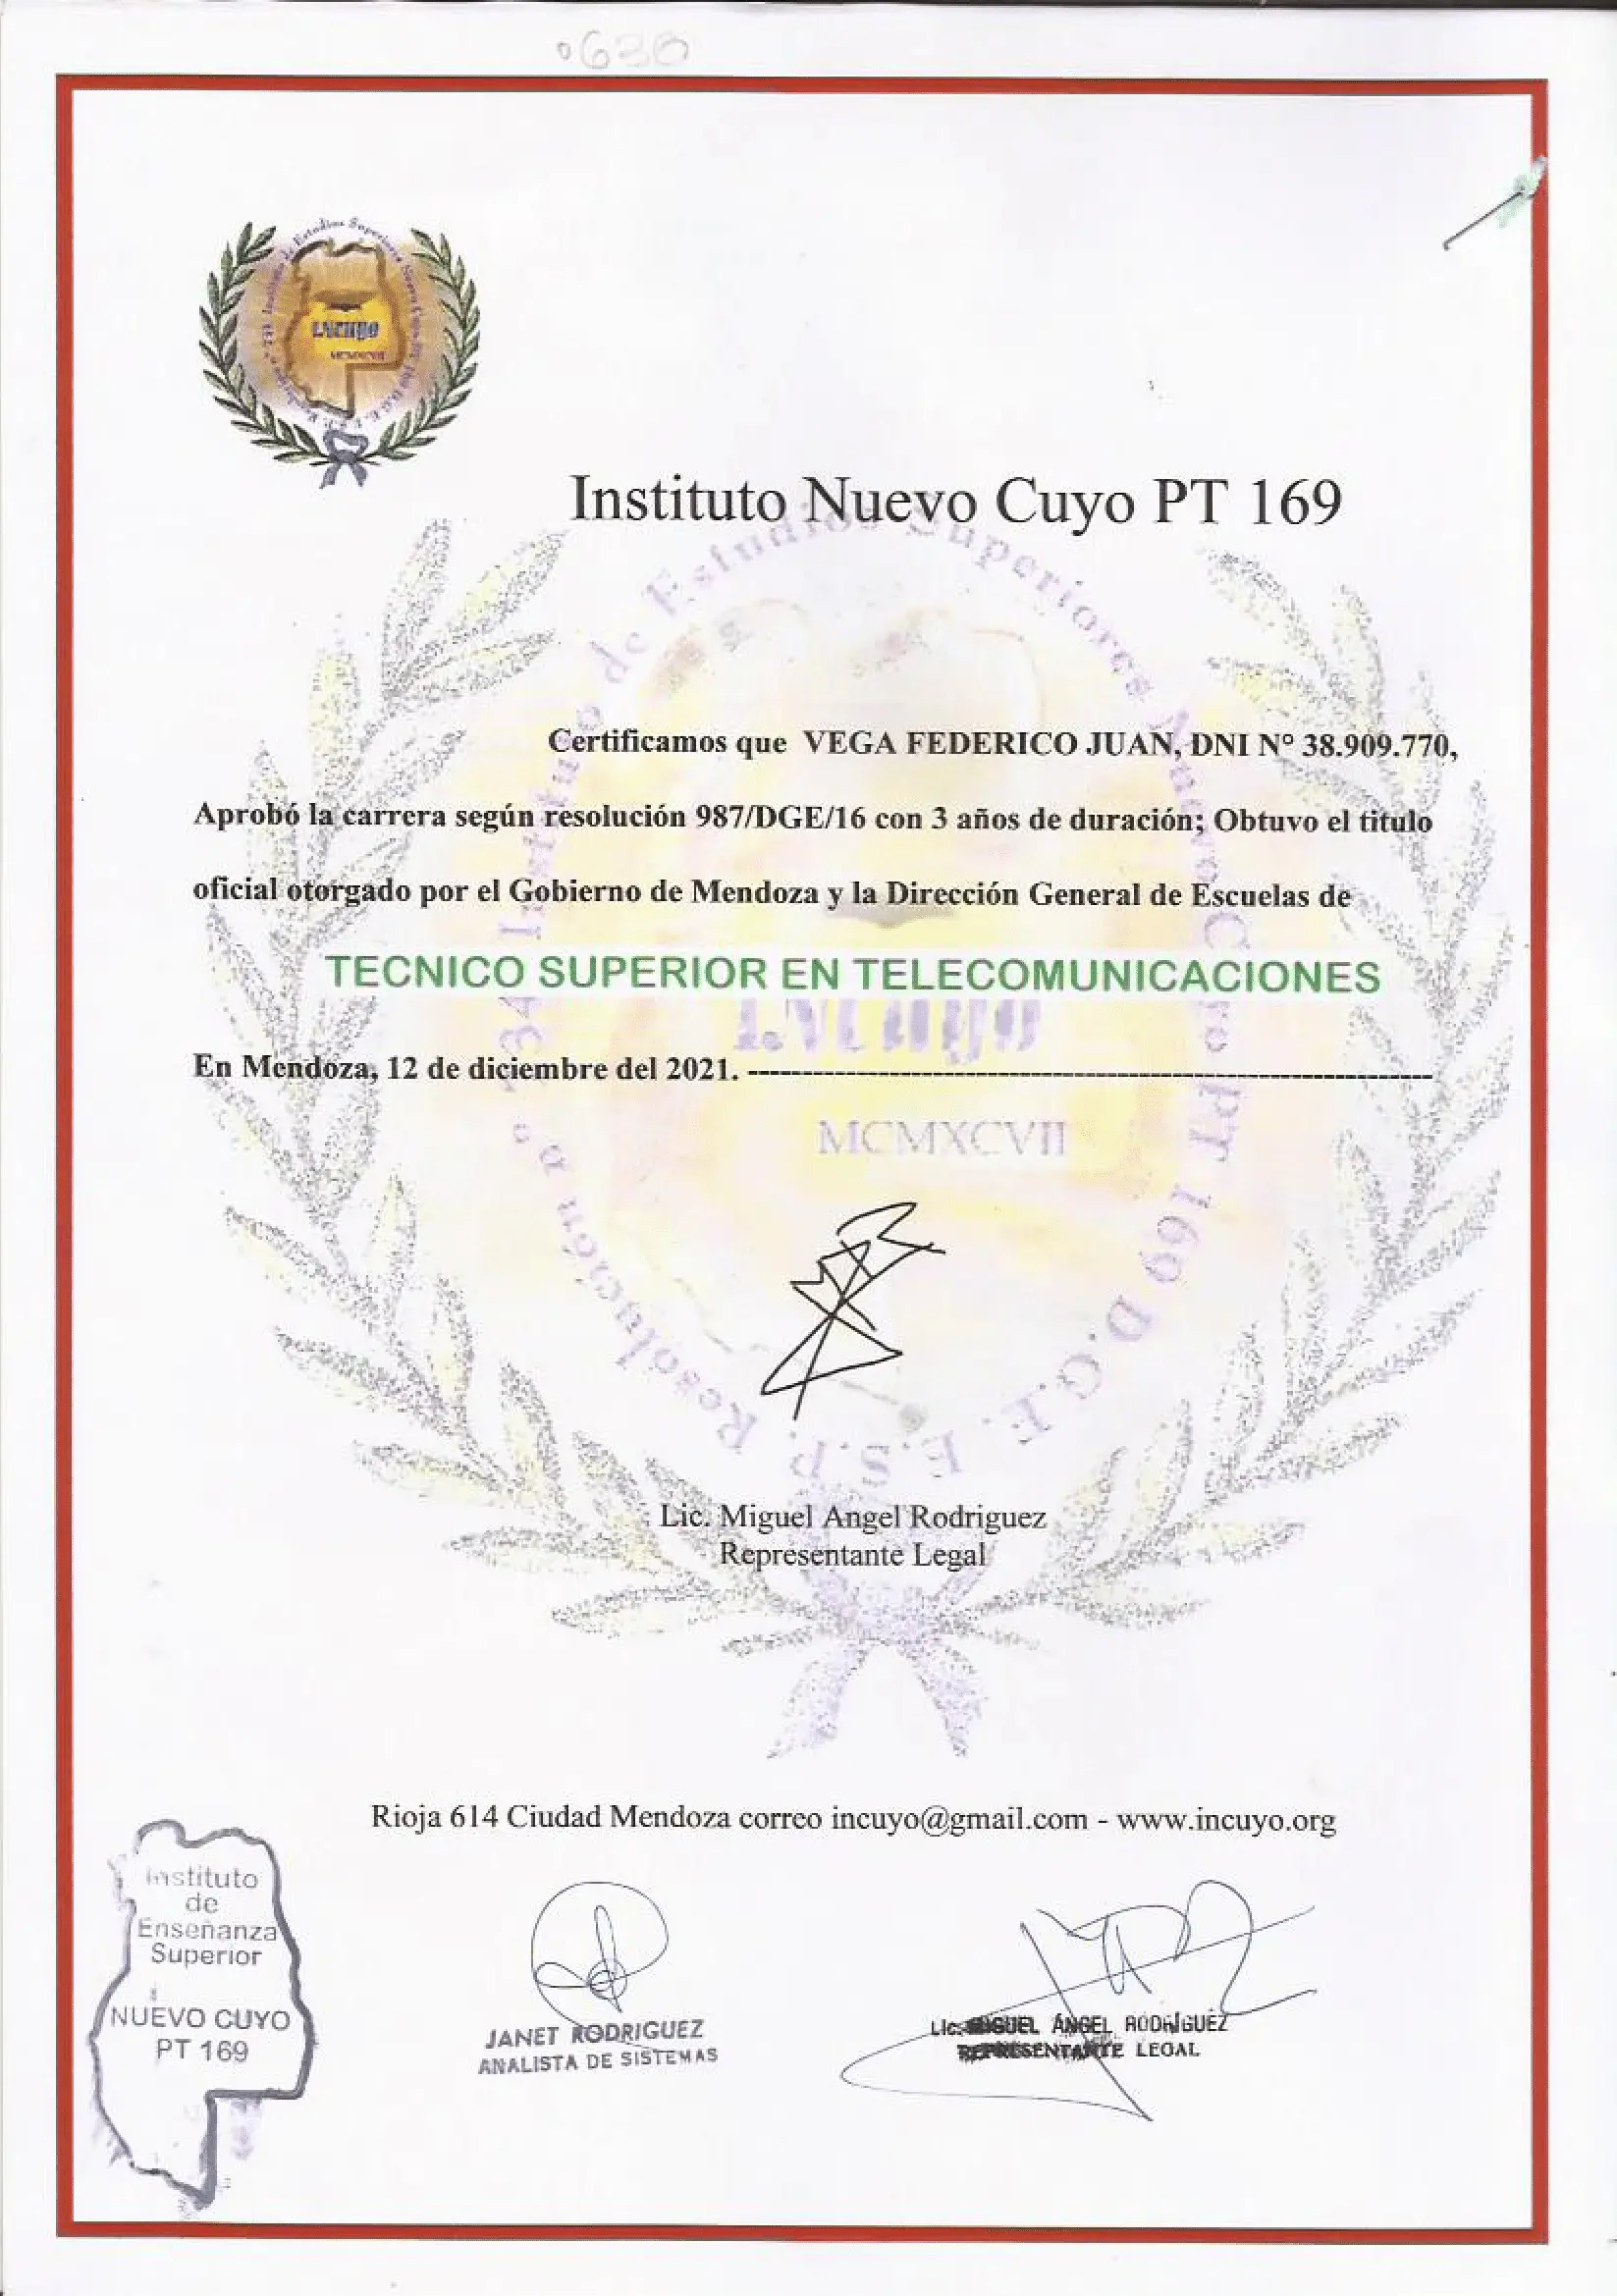 0630
Instituto de Estudios Superiores Nuevo Cuyo PT 169 D.G.E. E.S.P. Resolución n° 234
INCUYO
MCMXCVII
Instituto Nuevo Cuyo PT 169
Certificamos que VEGA FEDERICO JUAN, DNI Nº 38.909.770,
Aprobó la carrera según resolución 987/DGE/16 con 3 años de duración; Obtuvo el titulo
oficial otorgado por el Gobierno de Mendoza y la Dirección General de Escuelas de
TECNICO SUPERIOR EN TELECOMUNICACIONES
INCUYO
En Mendoza, 12 de diciembre del 2021. ------------------------------------------------------------------------------
MCMXCVII
Lic. Miguel Angel Rodriguez
Representante Legal
Rioja 614 Ciudad Mendoza correo incuyo@gmail.com - www.incuyo.org
Instituto
de
Enseñanza
Superior
NUEVO CUYO
PT 169
JANET RODRIGUEZ
ANALISTA DE SISTEMAS
Lic. MIGUEL ÁNGEL RODRÍGUEZ
REPRESENTANTE LEGAL